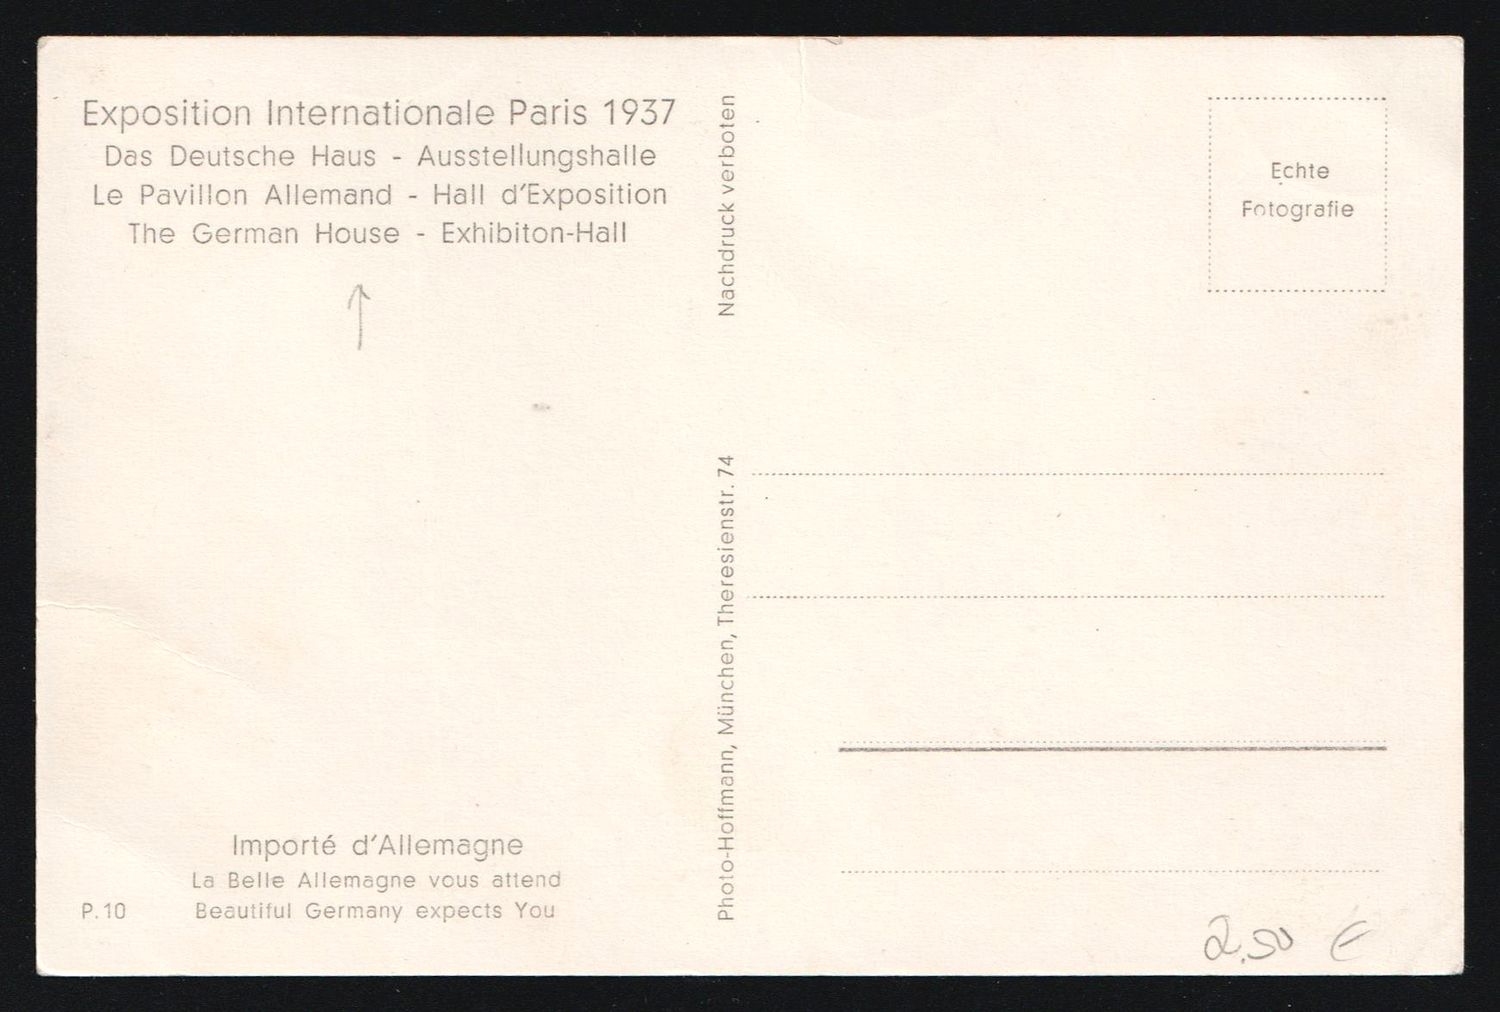 Exposition Internationale Paris 1937
Das Deutsche Haus - Ausstellungshalle
Le Pavillon Allemand - Hall d'Exposition
The German House - Exhibiton-Hall
Importé d'Allemagne
La Belle Allemagne vous attend
P.10 Beautiful Germany expects You
Nachdruck verboten
Photo-Hoffmann, München, Theresienstr. 74
Echte
Fotografie
2,50 €